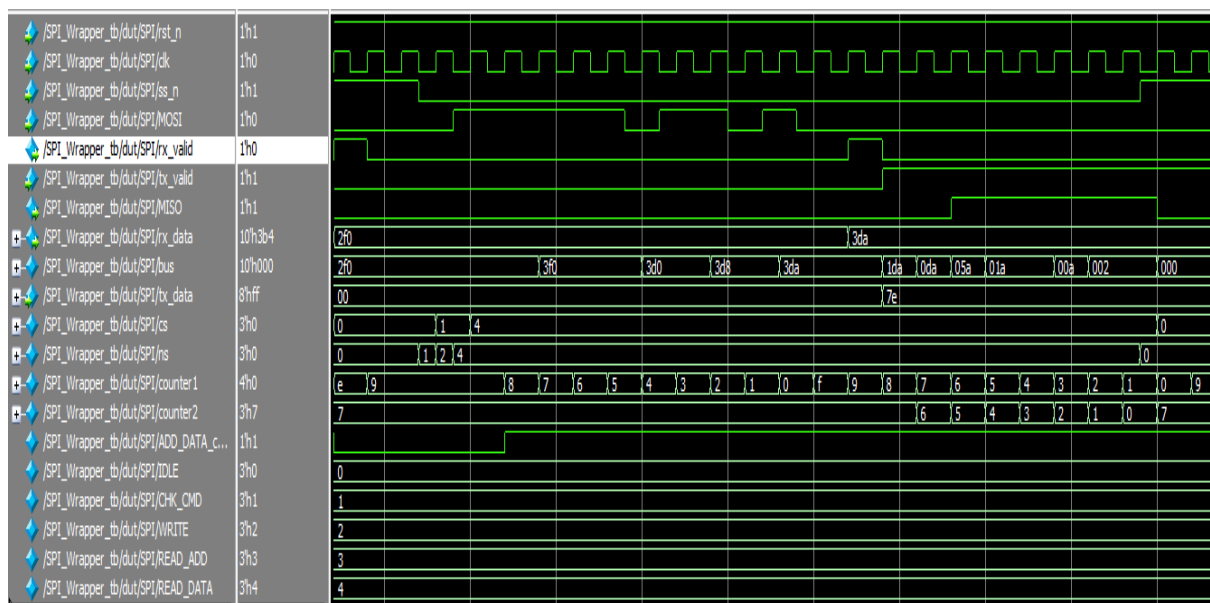 /SPI_Wrapper_tb/dut/SPI/rst_n 1'h1
/SPI_Wrapper_tb/dut/SPI/clk 1'h0
/SPI_Wrapper_tb/dut/SPI/ss_n 1'h1
/SPI_Wrapper_tb/dut/SPI/MOSI 1'h0
/SPI_Wrapper_tb/dut/SPI/rx_valid 1'h0
/SPI_Wrapper_tb/dut/SPI/tx_valid 1'h1
/SPI_Wrapper_tb/dut/SPI/MISO 1'h1
/SPI_Wrapper_tb/dut/SPI/rx_data 10'h3b4 2f0 3da
/SPI_Wrapper_tb/dut/SPI/bus 10'h000 2f0 3f0 3d0 3d8 3da 1da 0da 05a 01a 00a 002 000
/SPI_Wrapper_tb/dut/SPI/tx_data 8'hff 00 7e
/SPI_Wrapper_tb/dut/SPI/cs 3'h0 0 1 4 0
/SPI_Wrapper_tb/dut/SPI/ns 3'h0 0 1 2 4 0
/SPI_Wrapper_tb/dut/SPI/counter1 4'h0 e 9 8 7 6 5 4 3 2 1 0 f 9 8 7 6 5 4 3 2 1 0 9
/SPI_Wrapper_tb/dut/SPI/counter2 3'h7 7 6 5 4 3 2 1 0 7
/SPI_Wrapper_tb/dut/SPI/ADD_DATA_c... 1'h1
/SPI_Wrapper_tb/dut/SPI/IDLE 3'h0 0
/SPI_Wrapper_tb/dut/SPI/CHK_CMD 3'h1 1
/SPI_Wrapper_tb/dut/SPI/WRITE 3'h2 2
/SPI_Wrapper_tb/dut/SPI/READ_ADD 3'h3 3
/SPI_Wrapper_tb/dut/SPI/READ_DATA 3'h4 4